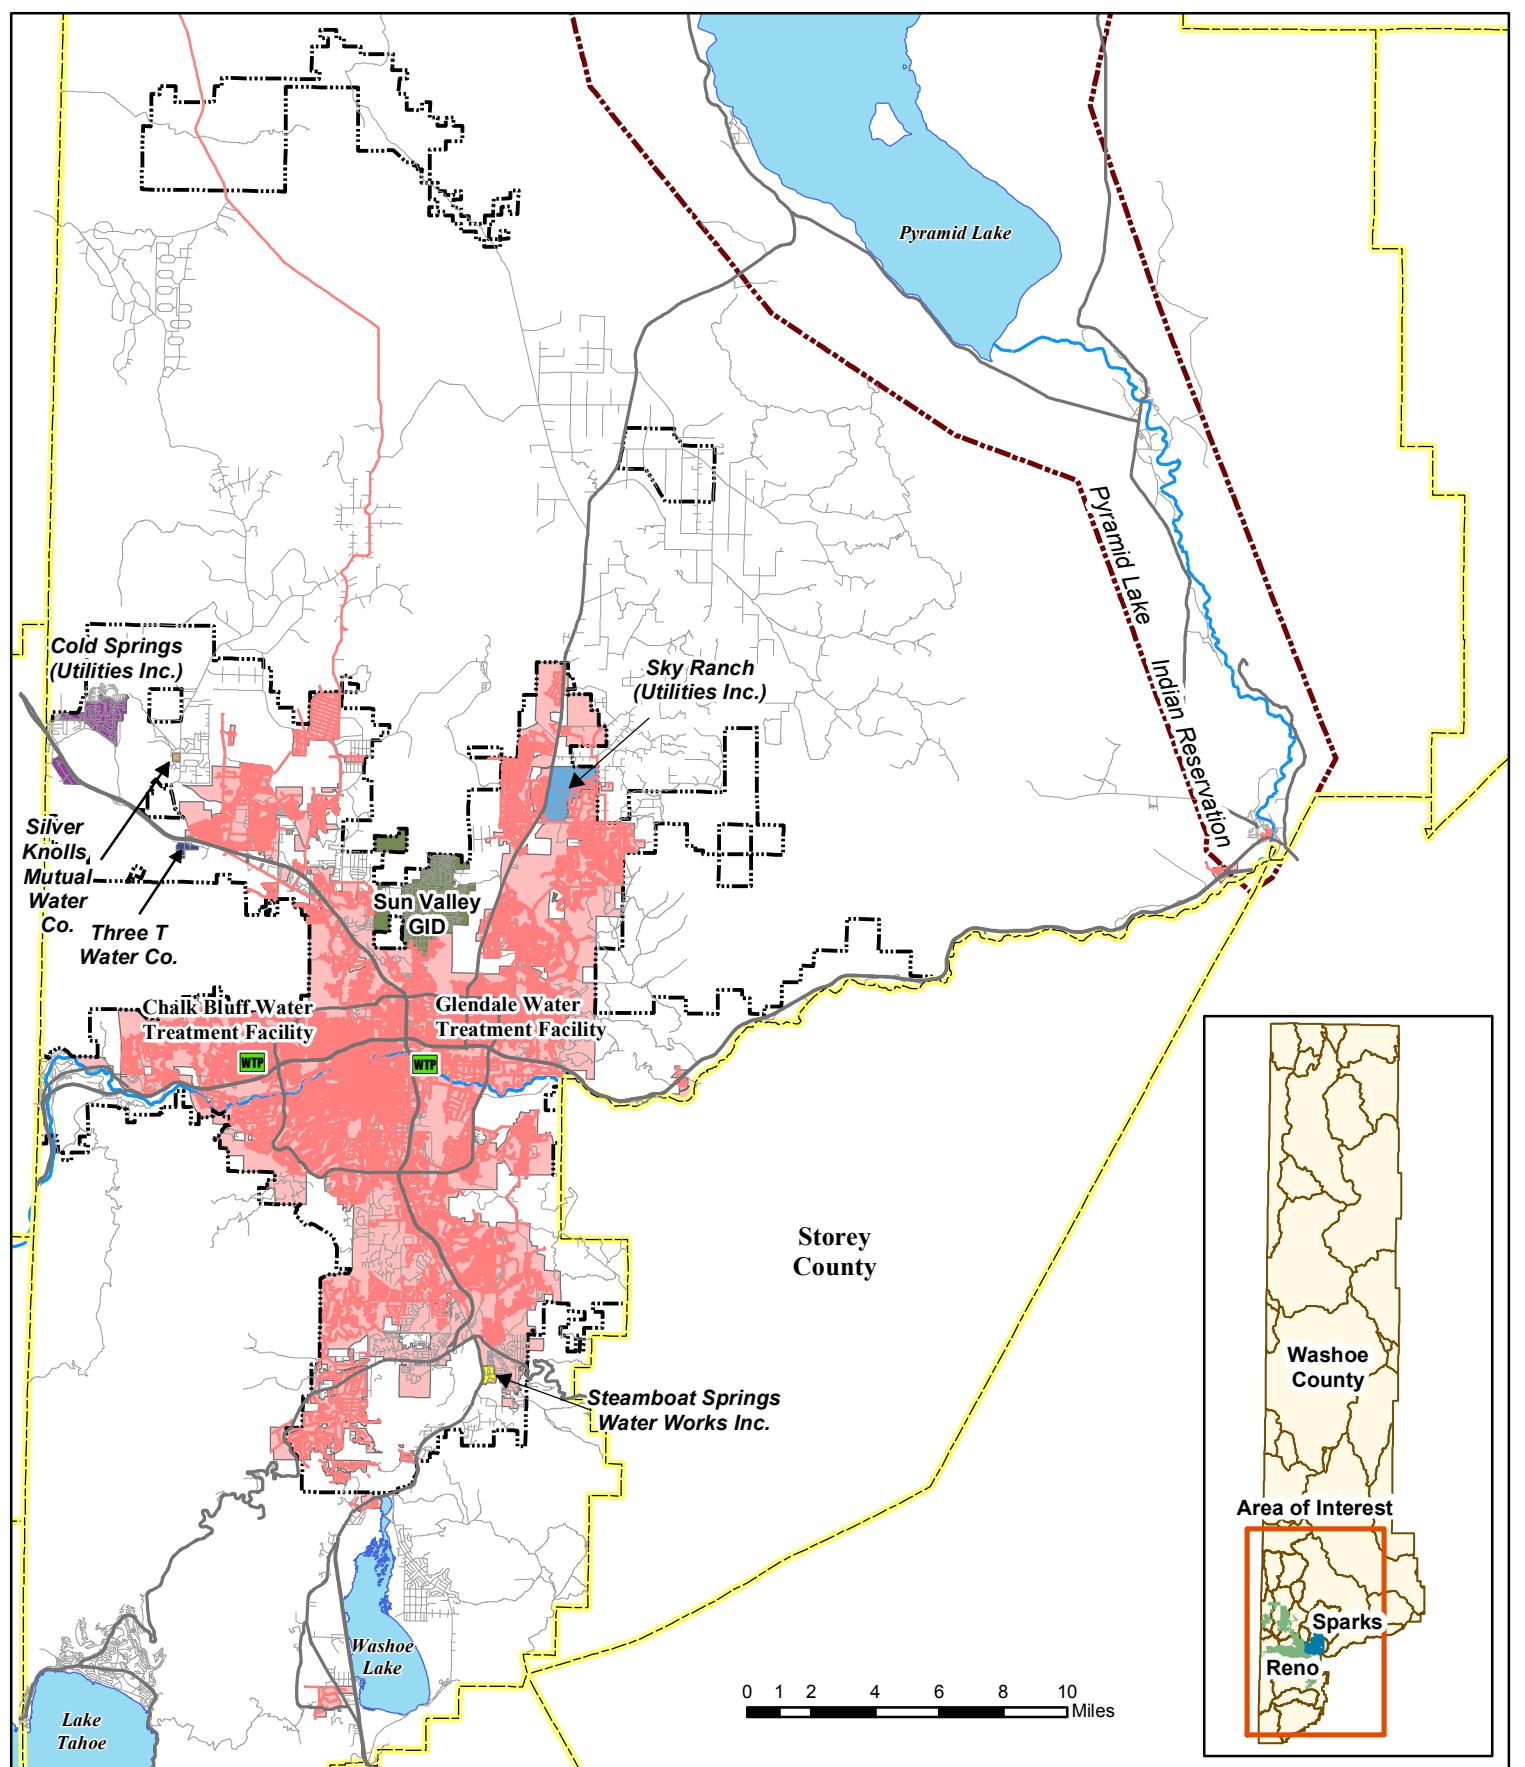 Pyramid Lake
Pyramid Lake
Indian Reservation
Cold Springs
(Utilities Inc.)
Sky Ranch
(Utilities Inc.)
Silver
Knolls
Mutual
Water
Co.
Three T
Water Co.
Sun Valley
GID
Chalk Bluff Water
Treatment Facility
Glendale Water
Treatment Facility
WTP
WTP
Storey
County
Steamboat Springs
Water Works Inc.
Washoe
Lake
Lake
Tahoe
0 1 2 4 6 8 10
Miles
Washoe
County
Area of Interest
Sparks
Reno